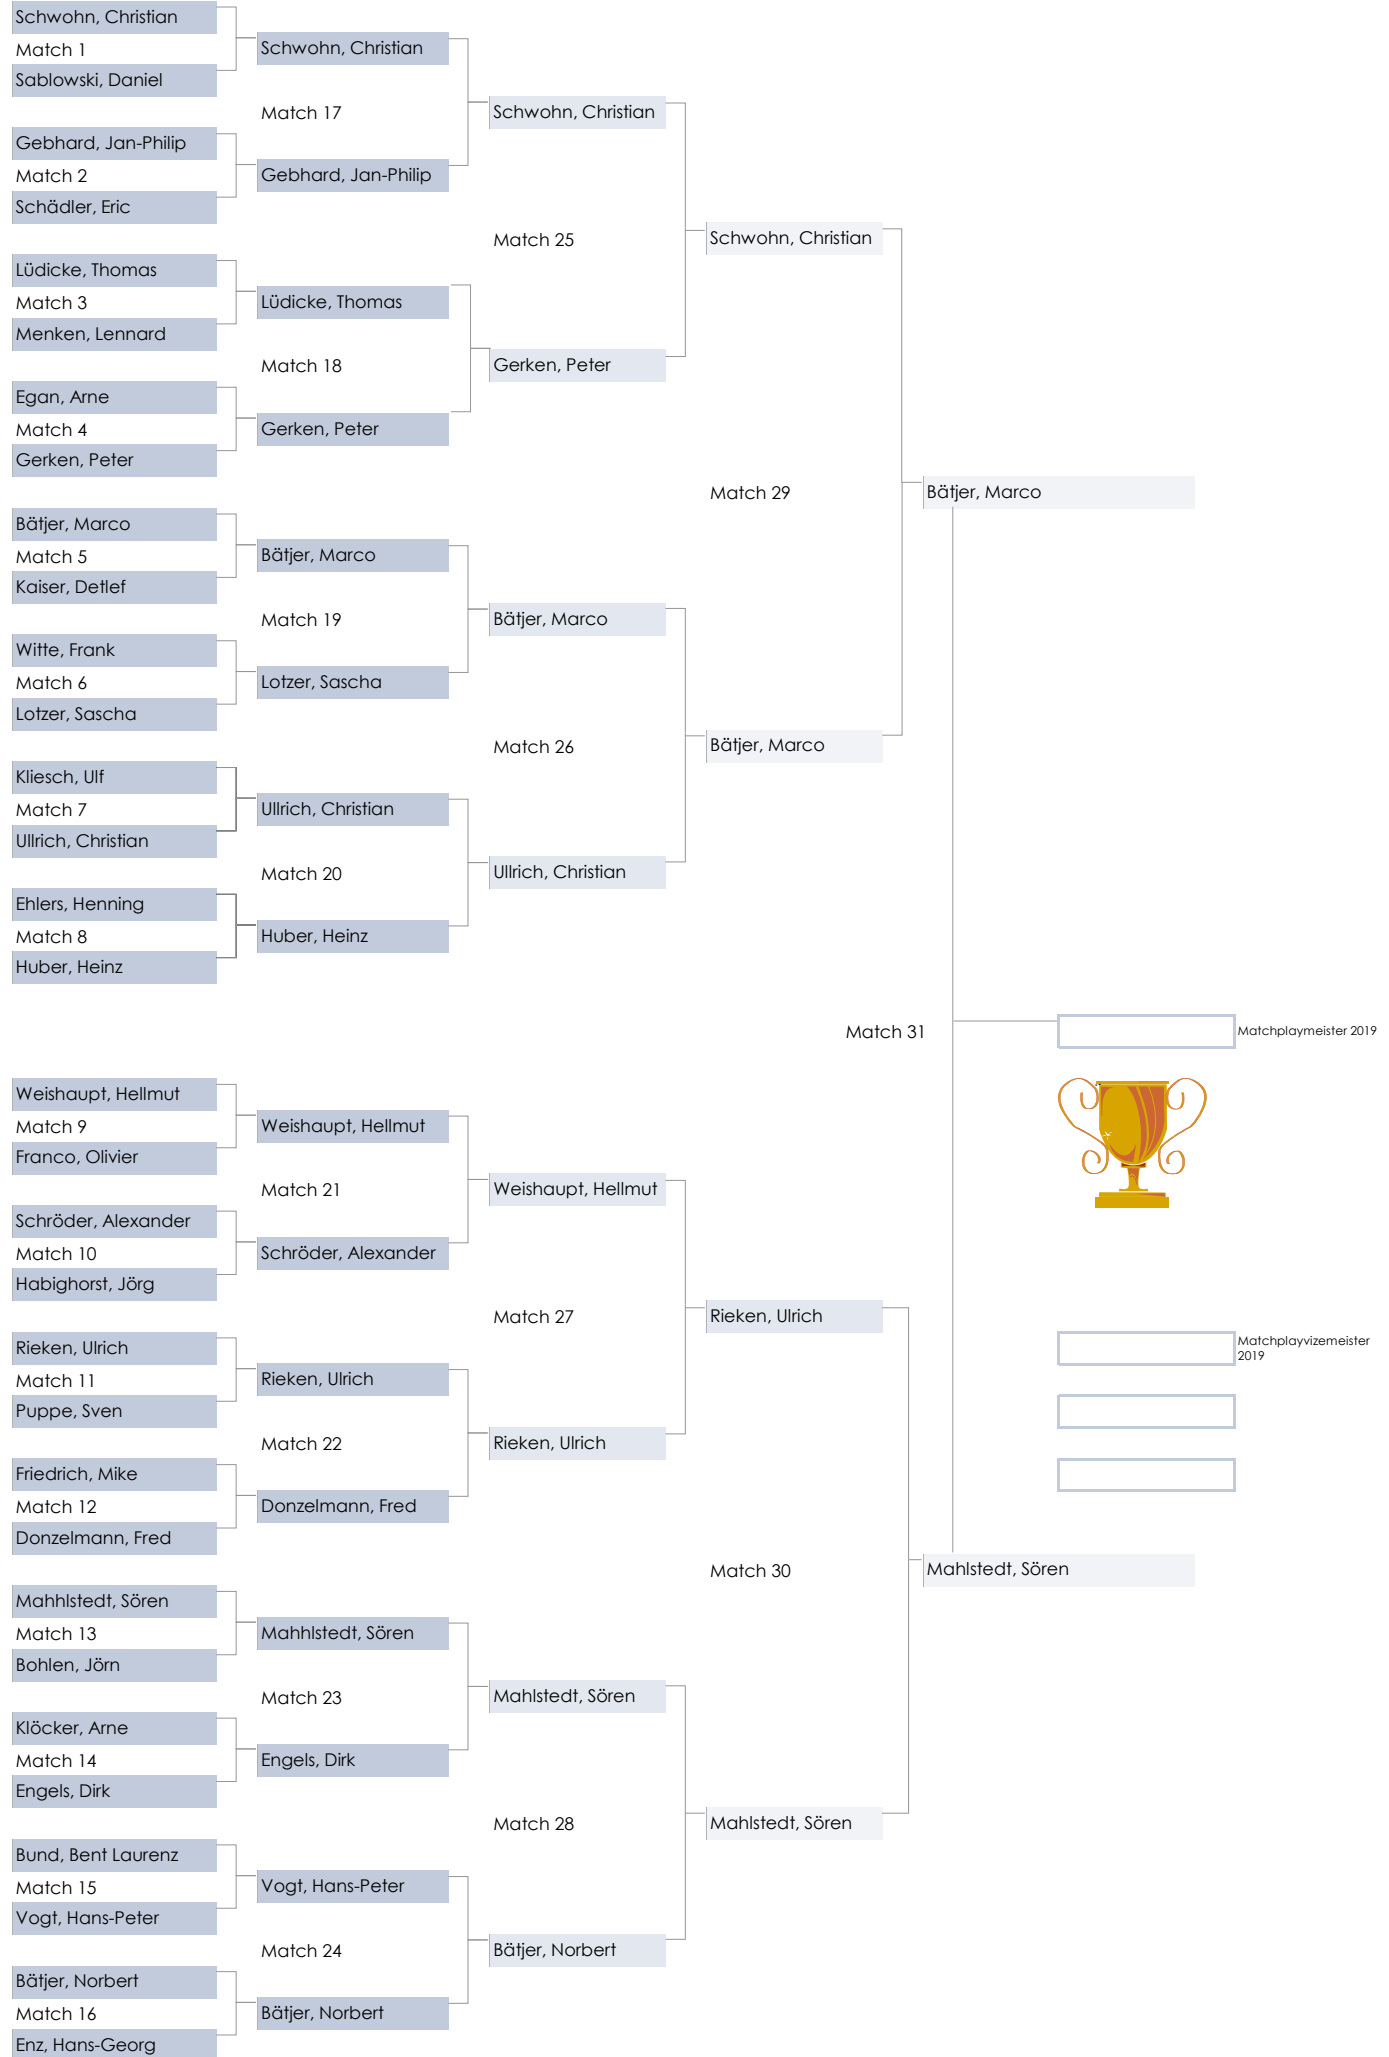 Schwohn, Christian
Match 1
Schwohn, Christian
Sablowski, Daniel
Match 17
Schwohn, Christian
Gebhard, Jan-Philip
Match 2
Gebhard, Jan-Philip
Schädler, Eric
Match 25
Schwohn, Christian
Lüdicke, Thomas
Match 3
Lüdicke, Thomas
Menken, Lennard
Match 18
Gerken, Peter
Egan, Arne
Match 4
Gerken, Peter
Gerken, Peter
Match 29
Bätjer, Marco
Bätjer, Marco
Match 5
Bätjer, Marco
Kaiser, Detlef
Match 19
Bätjer, Marco
Witte, Frank
Match 6
Lotzer, Sascha
Lotzer, Sascha
Match 26
Bätjer, Marco
Kliesch, Ulf
Match 7
Ullrich, Christian
Ullrich, Christian
Match 20
Ullrich, Christian
Ehlers, Henning
Match 8
Huber, Heinz
Huber, Heinz
Match 31
Matchplaymeister 2019
Weishaupt, Hellmut
Match 9
Weishaupt, Hellmut
Franco, Olivier
Match 21
Weishaupt, Hellmut
Schröder, Alexander
Match 10
Schröder, Alexander
Habighorst, Jörg
Match 27
Rieken, Ulrich
Matchplayvizemeister
2019
Rieken, Ulrich
Match 11
Rieken, Ulrich
Puppe, Sven
Match 22
Rieken, Ulrich
Friedrich, Mike
Match 12
Donzelmann, Fred
Donzelmann, Fred
Match 30
Mahlstedt, Sören
Mahhlstedt, Sören
Match 13
Mahhlstedt, Sören
Bohlen, Jörn
Match 23
Mahlstedt, Sören
Klöcker, Arne
Match 14
Engels, Dirk
Engels, Dirk
Match 28
Mahlstedt, Sören
Bund, Bent Laurenz
Match 15
Vogt, Hans-Peter
Vogt, Hans-Peter
Match 24
Bätjer, Norbert
Bätjer, Norbert
Match 16
Bätjer, Norbert
Enz, Hans-Georg